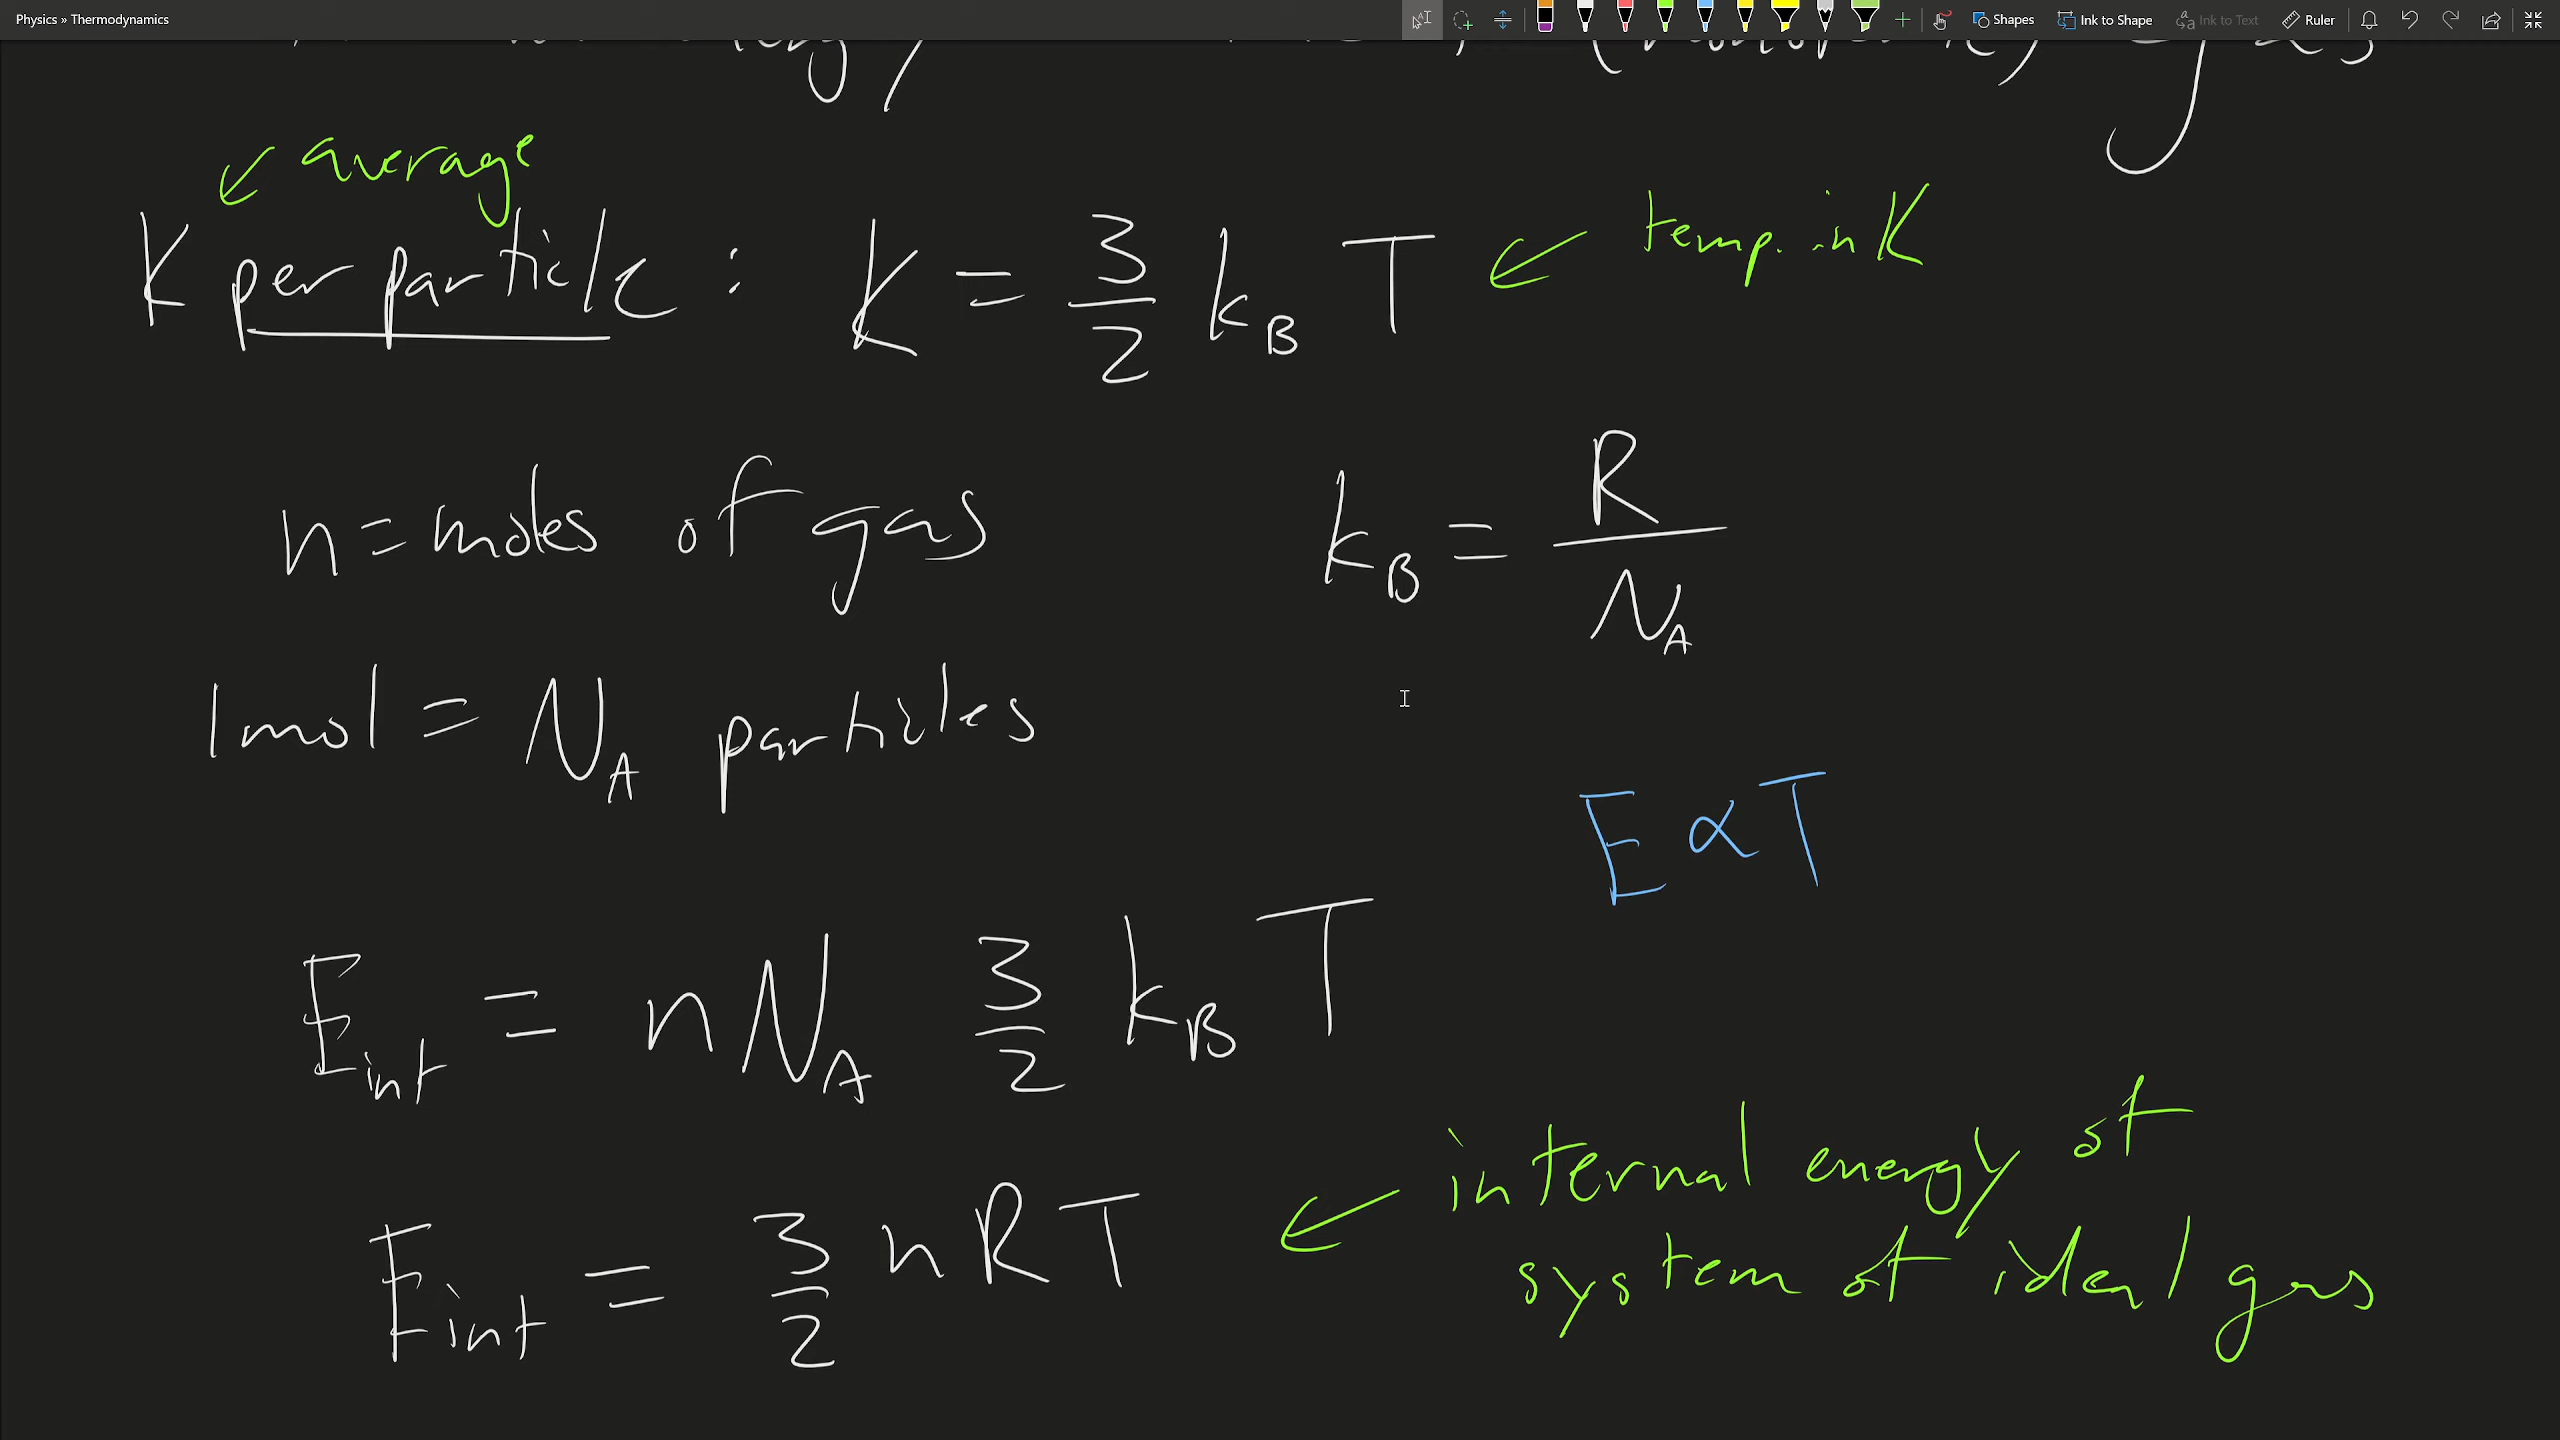 Physics » Thermodynamics
Shapes Ink to Shape Ink to Text Ruler
average
K per particle : K = 3/2 k_B T
temp. in K
n = moles of gas
k_B = R/N_A
1 mol = N_A particles
E ∝ T
E_int = n N_A 3/2 k_B T
E_int = 3/2 n R T
internal energy of
system of ideal gas